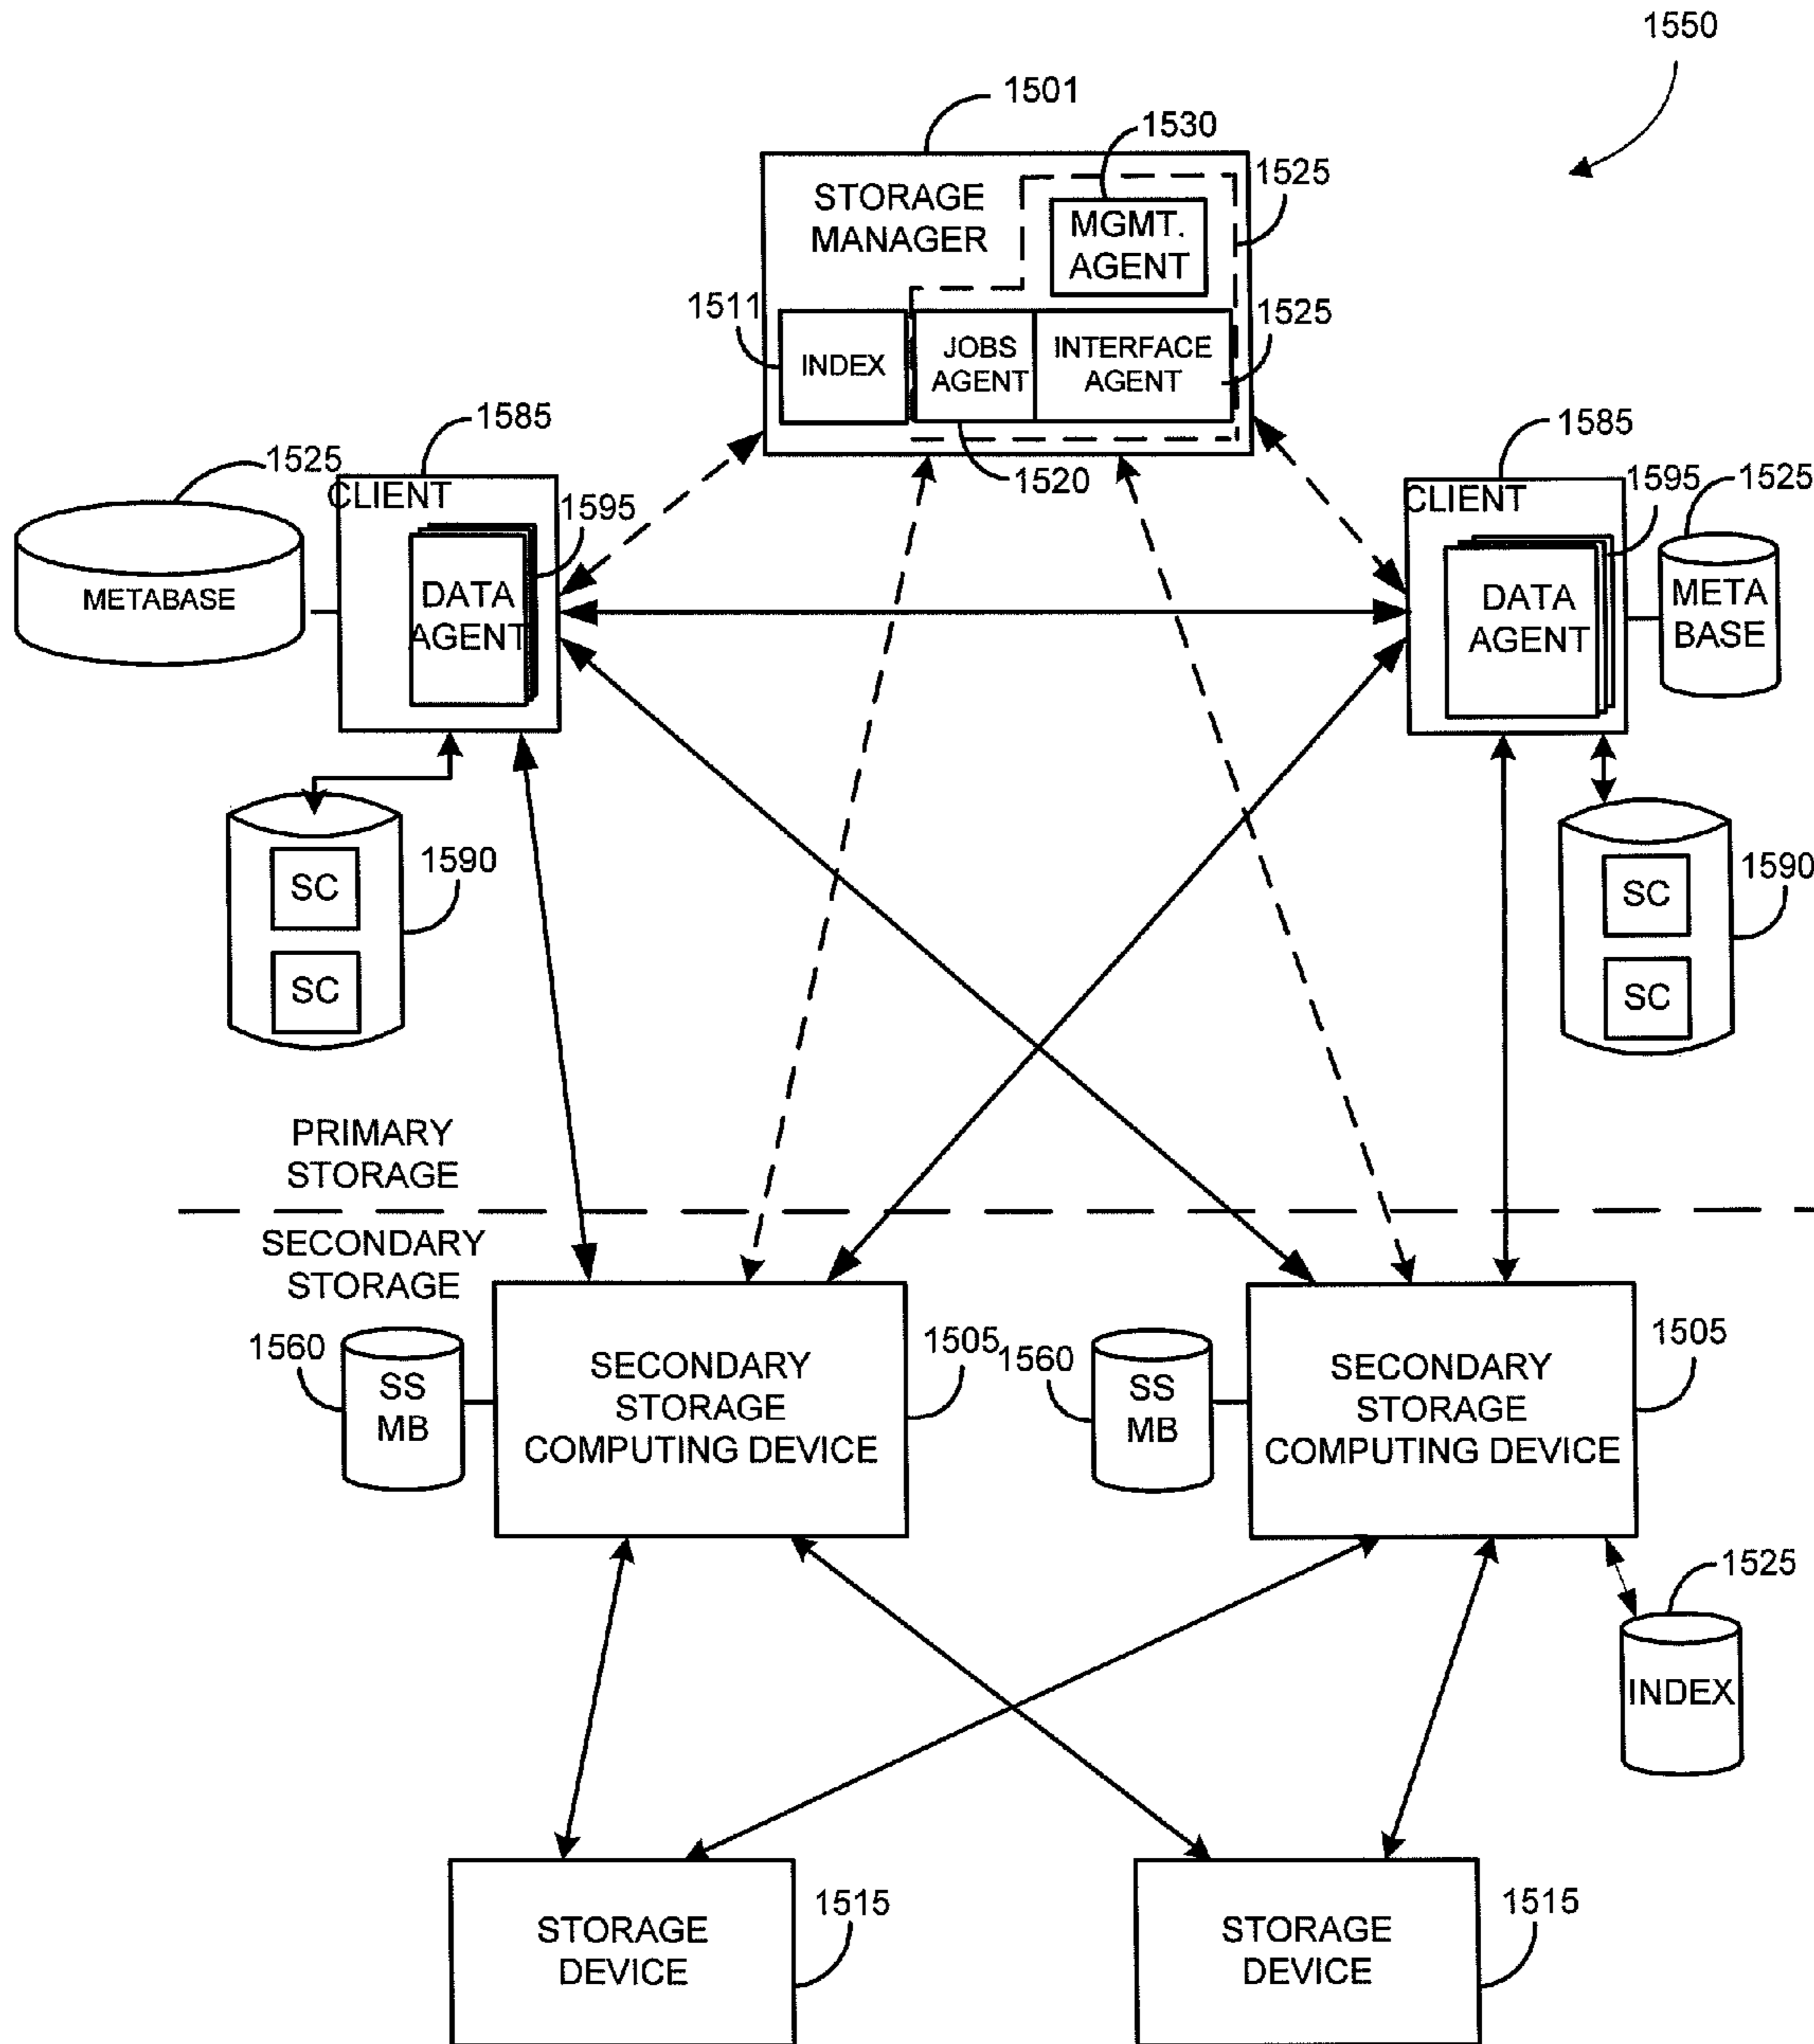 1550
1501
1530
1525
STORAGE
MANAGER
MGMT.
AGENT
1511
INDEX
JOBS
AGENT
INTERFACE
AGENT
1525
1520
1585
1525
CLIENT
1595
METABASE
DATA
AGENT
1585
CLIENT
1595
1525
DATA
AGENT
META
BASE
SC
SC
1590
SC
SC
1590
PRIMARY
STORAGE
SECONDARY
STORAGE
1560
SS
MB
SECONDARY
STORAGE
COMPUTING DEVICE
1505
1560
SS
MB
SECONDARY
STORAGE
COMPUTING DEVICE
1505
1525
INDEX
STORAGE
DEVICE
1515
STORAGE
DEVICE
1515